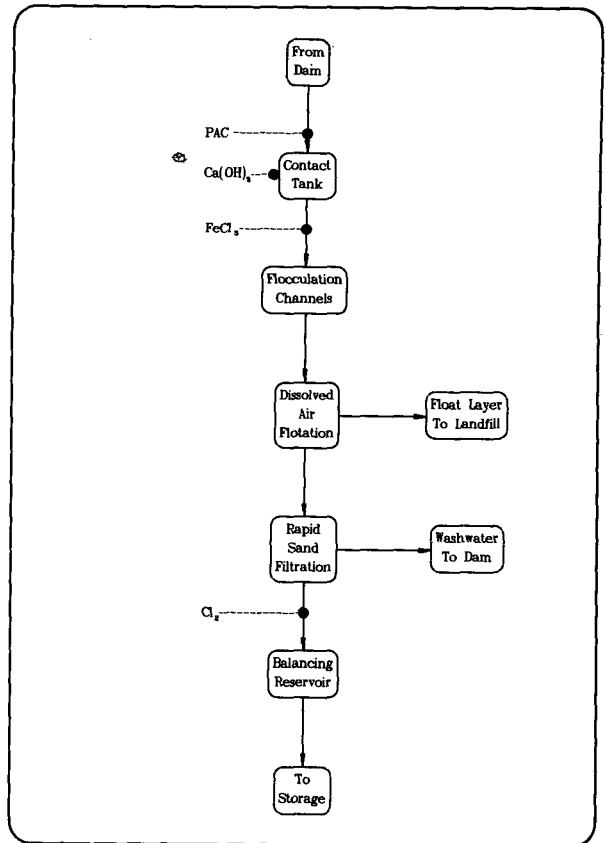 From
Dam
PAC
Contact
Tank
Ca(OH)₂
FeCl₃
Flocculation
Channels
Dissolved
Air
Flotation
Float Layer
To Landfill
Rapid
Sand
Filtration
Washwater
To Dam
Cl₂
Balancing
Reservoir
To
Storage